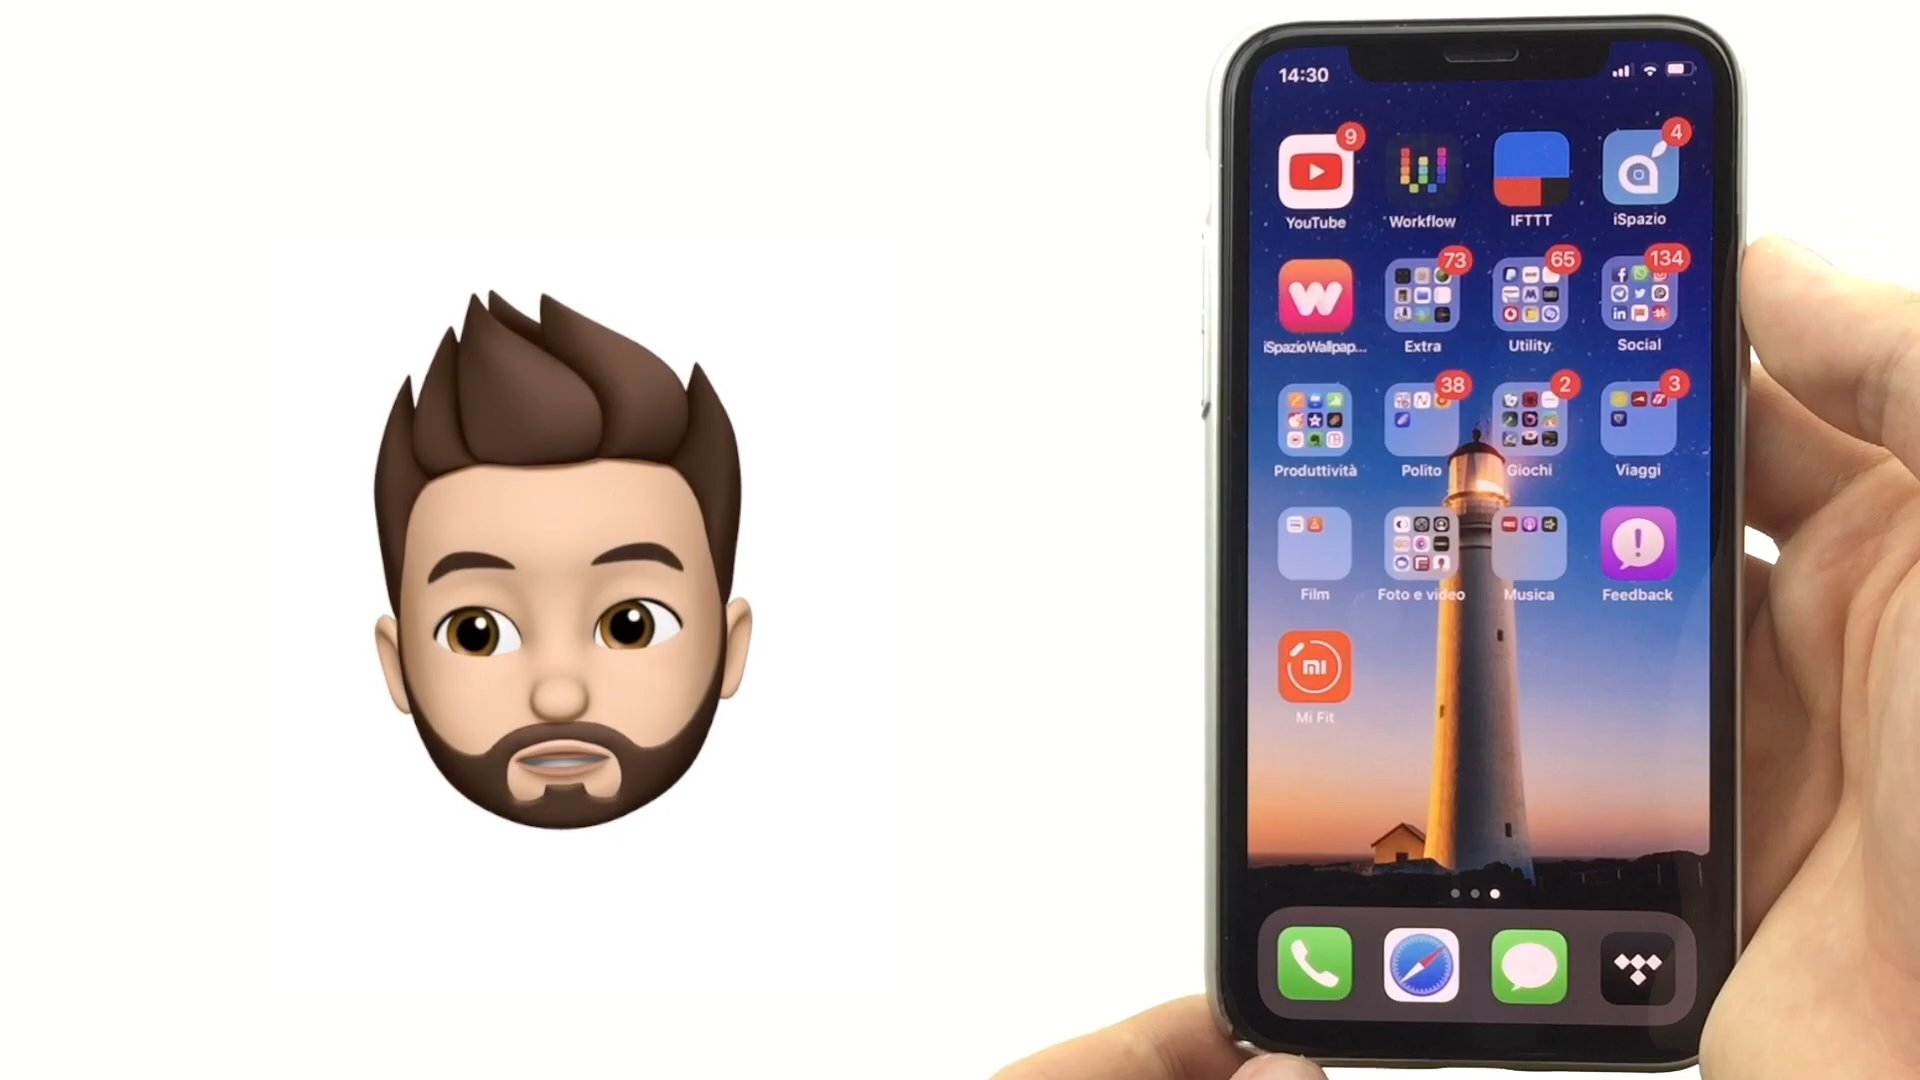 14:30
9
4
YouTube
Workflow
IFTTT
iSpazio
73
65
134
iSpazioWallpap...
Extra
Utility
Social
38
2
3
Produttività
Polito
Giochi
Viaggi
Film
Foto e video
Musica
Feedback
Mi Fit